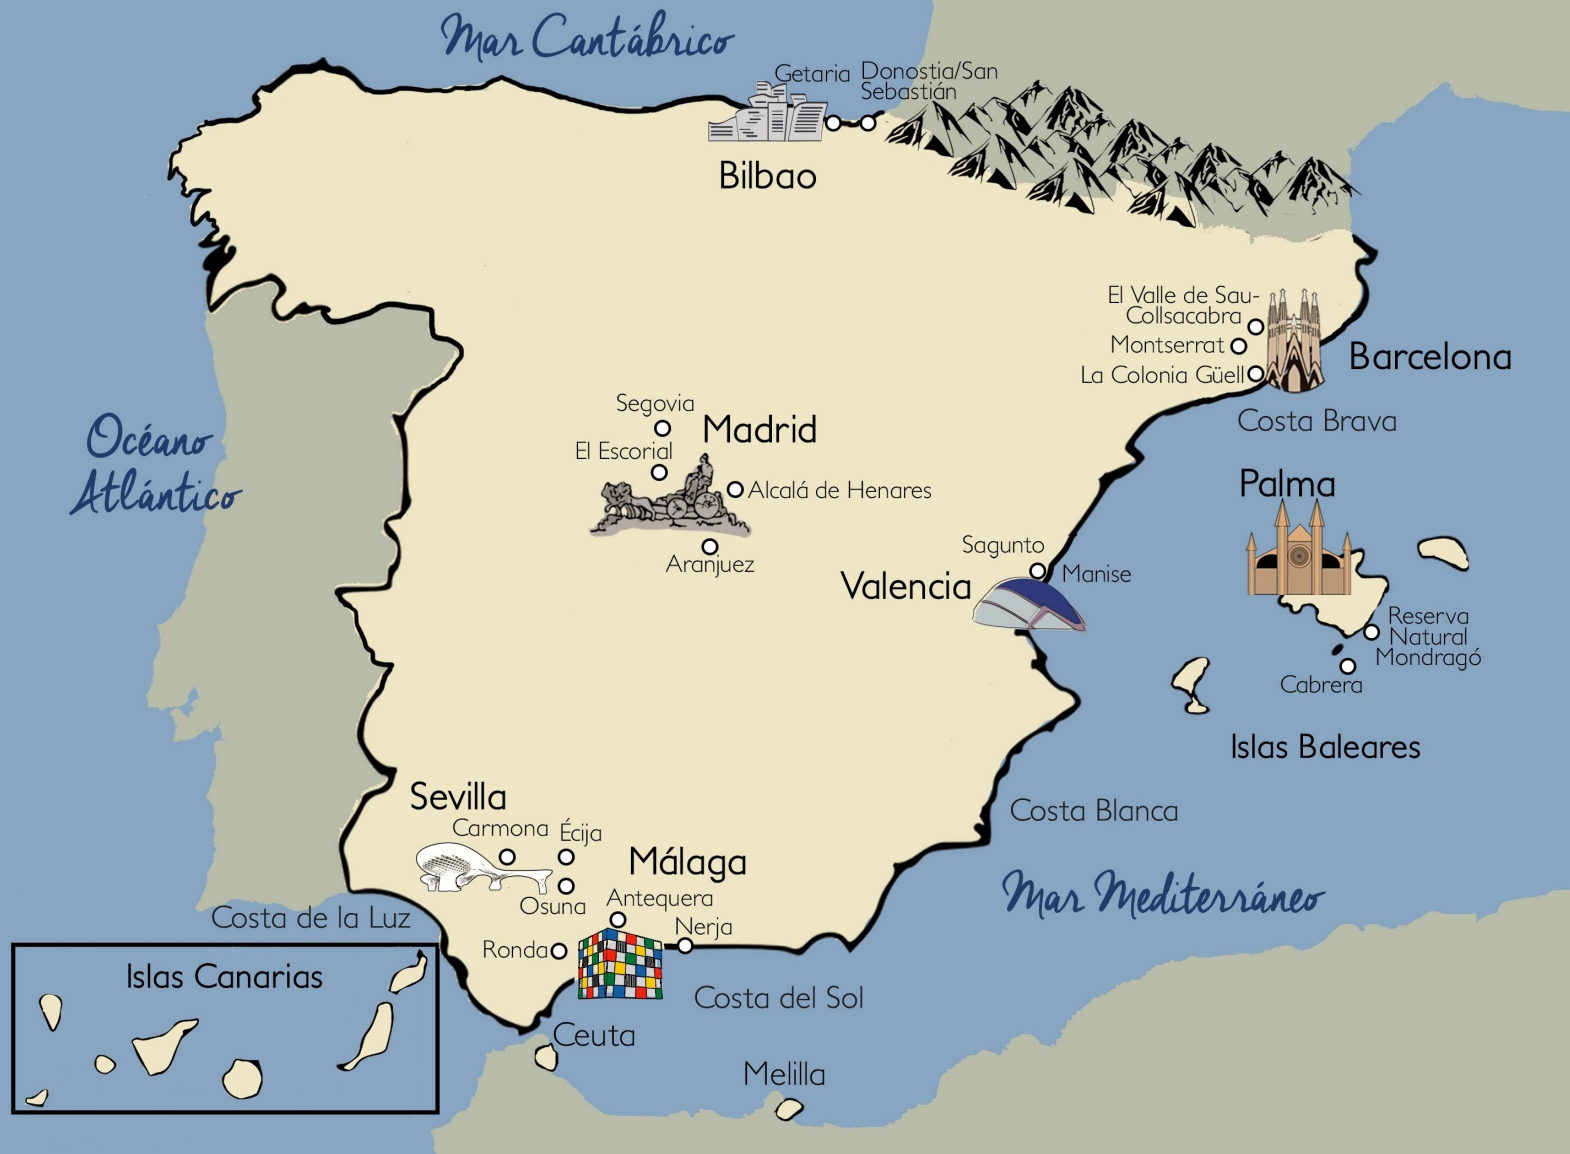 Mar Cantábrico
Getaria
Donostia/San
Sebastián
Bilbao
El Valle de Sau-
Collsacabra
Montserrat
La Colonia Güell
Barcelona
Costa Brava
Segovia
Madrid
El Escorial
Alcalá de Henares
Aranjuez
Océano
Atlántico
Palma
Sagunto
Manise
Valencia
Reserva
Natural
Mondragó
Cabrera
Islas Baleares
Sevilla
Carmona
Écija
Osuna
Málaga
Antequera
Nerja
Ronda
Costa Blanca
Mar Mediterráneo
Costa de la Luz
Islas Canarias
Costa del Sol
Ceuta
Melilla